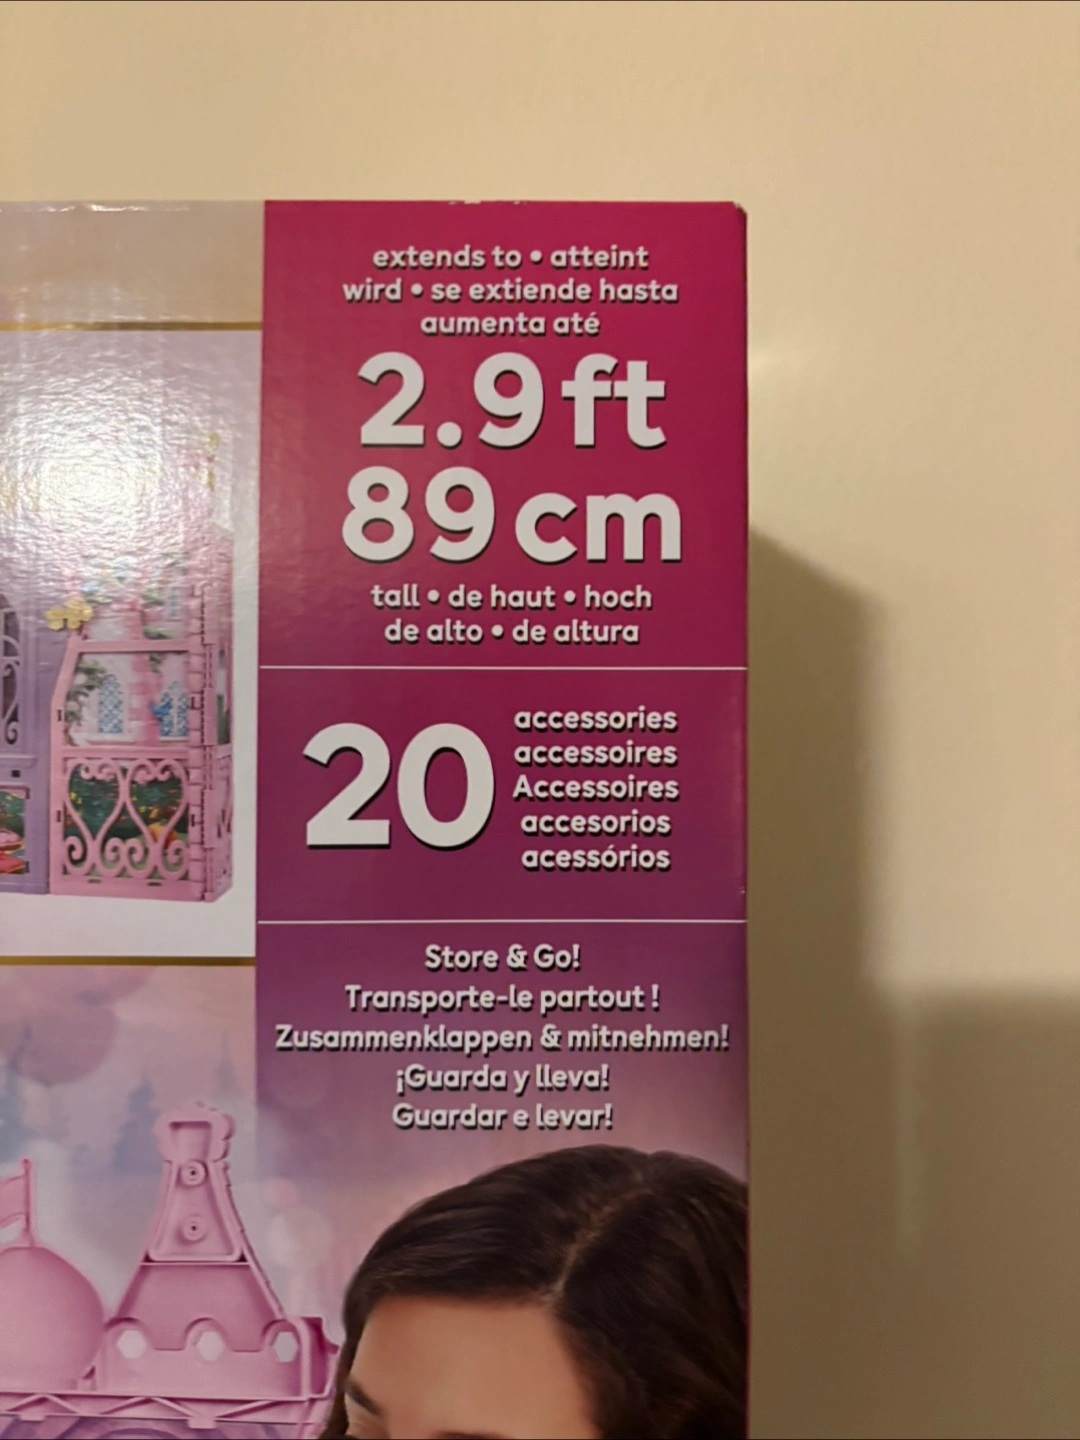 extends to • atteint
wird • se extiende hasta
aumenta até
2.9 ft
89 cm
tall • de haut • hoch
de alto • de altura
20
accessories
accessoires
Accessoires
accesorios
acessórios
Store & Go!
Transporte-le partout !
Zusammenklappen & mitnehmen!
¡Guarda y lleva!
Guardar e levar!